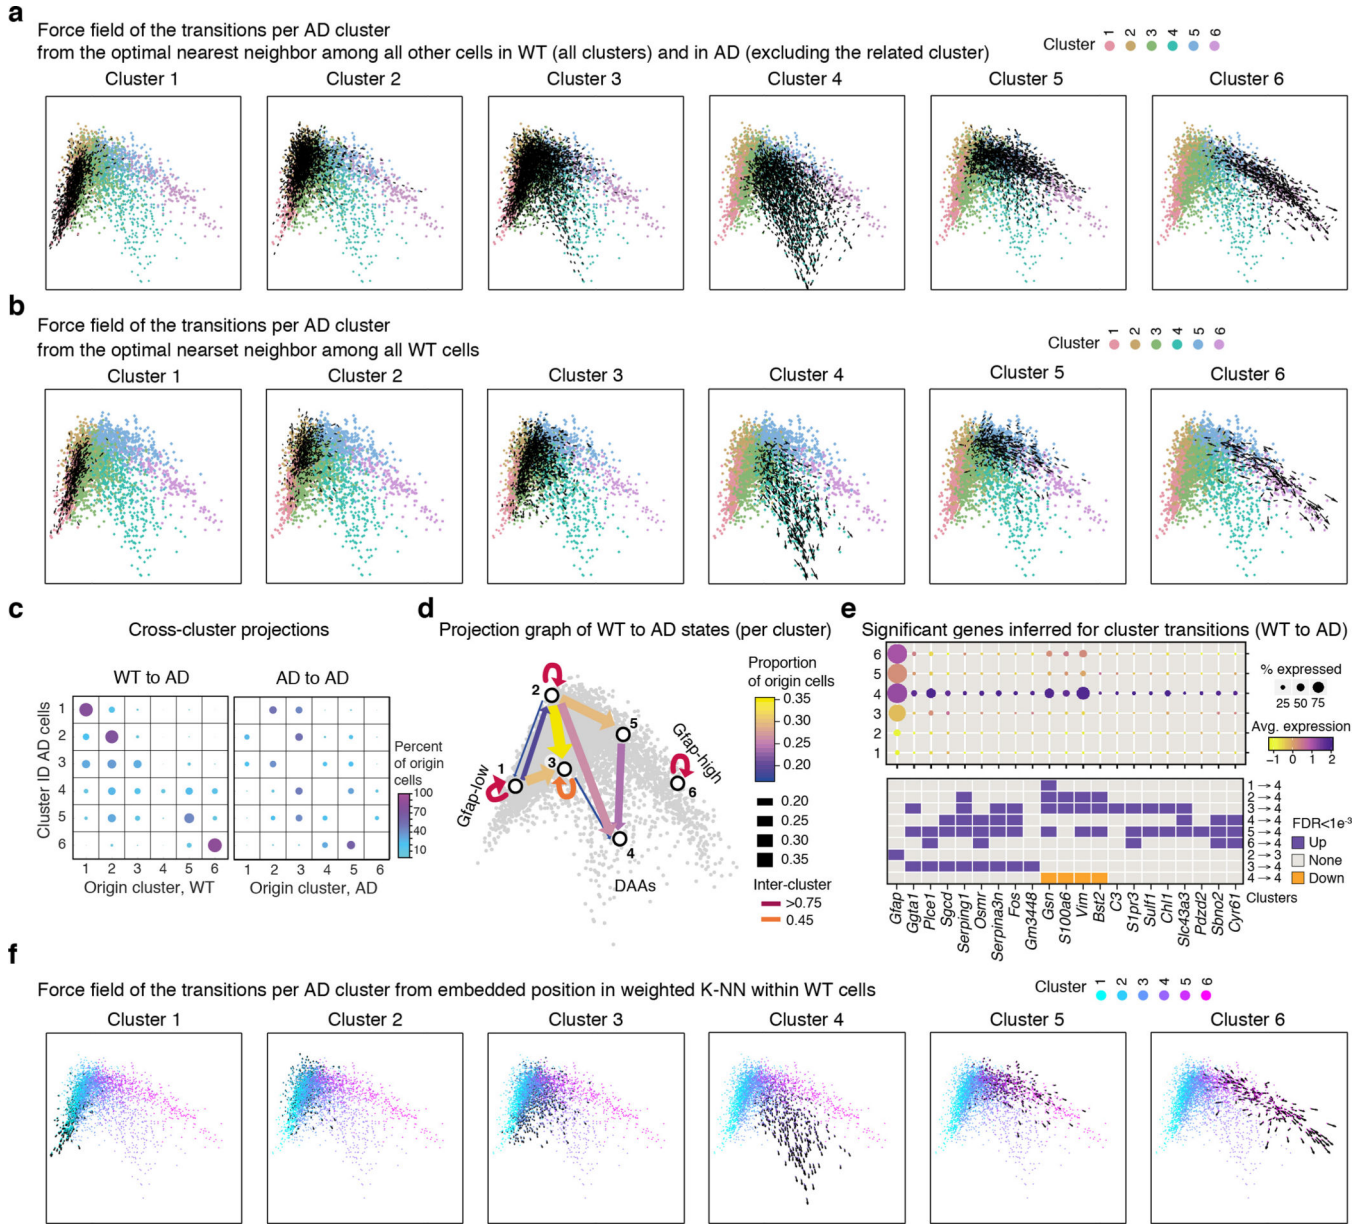 a
Force field of the transitions per AD cluster
from the optimal nearest neighbor among all other cells in WT (all clusters) and in AD (excluding the related cluster)
Cluster 1 2 3 4 5 6
Cluster 1 Cluster 2 Cluster 3 Cluster 4 Cluster 5 Cluster 6
b
Force field of the transitions per AD cluster
from the optimal nearset neighbor among all WT cells
Cluster 1 2 3 4 5 6
Cluster 1 Cluster 2 Cluster 3 Cluster 4 Cluster 5 Cluster 6
c
Cross-cluster projections
WT to AD AD to AD
Cluster ID AD cells
1
2
3
4
5
6
1 2 3 4 5 6 1 2 3 4 5 6
Origin cluster, WT Origin cluster, AD
Percent
of origin
cells
100
80
60
40
20
10
d
Projection graph of WT to AD states (per cluster)
2
5
1
3
6
4
Gfap-low
Gfap-high
DAAs
Proportion
of origin cells
0.35
0.30
0.25
0.20
0.20
0.25
0.30
0.35
Inter-cluster
>0.75
0.45
e
Significant genes inferred for cluster transitions (WT to AD)
6
5
4
3
2
1
% expressed
25 50 75
Avg. expression
−1 0 1 2
1→4
2→4
3→4
4→4
5→4
6→4
2→3
3→4
4→4
Clusters
FDR<1e-3
Up
None
Down
Gfap
Ggta1
Plce1
Sgcd
Serping1
Osmr
Serpina3n
Fos
Gm3448
Gsn
S100a6
Vim
Bst2
C3
S1pr3
Sulf1
Chl1
Slc43a3
Pdzd2
Sbno2
Cyr61
f
Force field of the transitions per AD cluster from embedded position in weighted K-NN within WT cells
Cluster 1 2 3 4 5 6
Cluster 1 Cluster 2 Cluster 3 Cluster 4 Cluster 5 Cluster 6